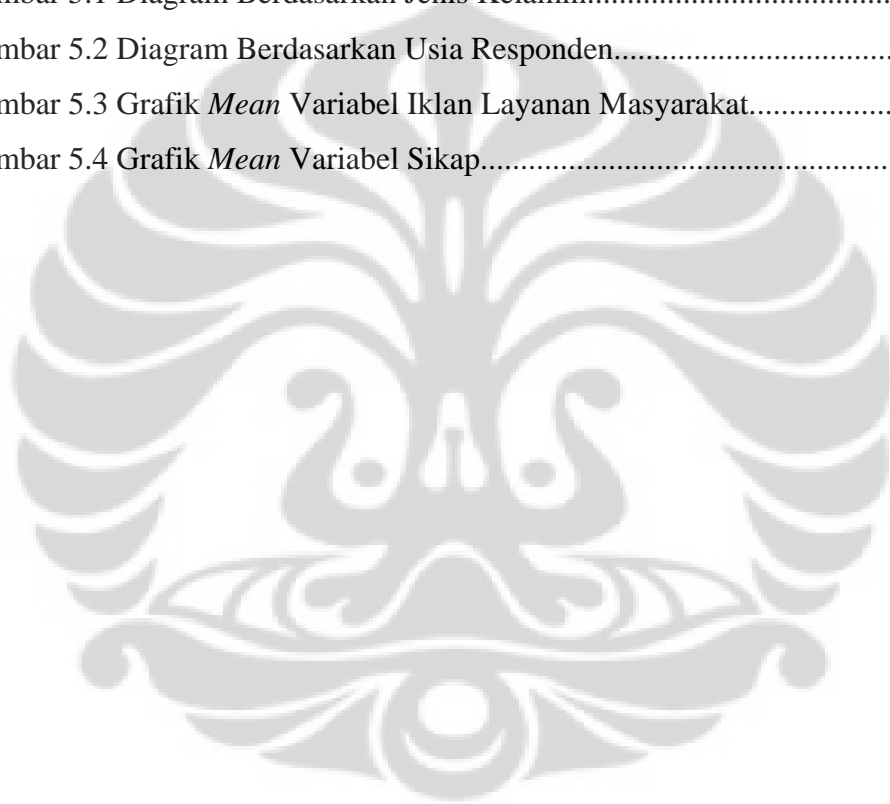 mbar 5.1 Diagram Berdasarkan Jenis Kelamin........................................
mbar 5.2 Diagram Berdasarkan Usia Responden....................................
mbar 5.3 Grafik Mean Variabel Iklan Layanan Masyarakat..................
mbar 5.4 Grafik Mean Variabel Sikap....................................................